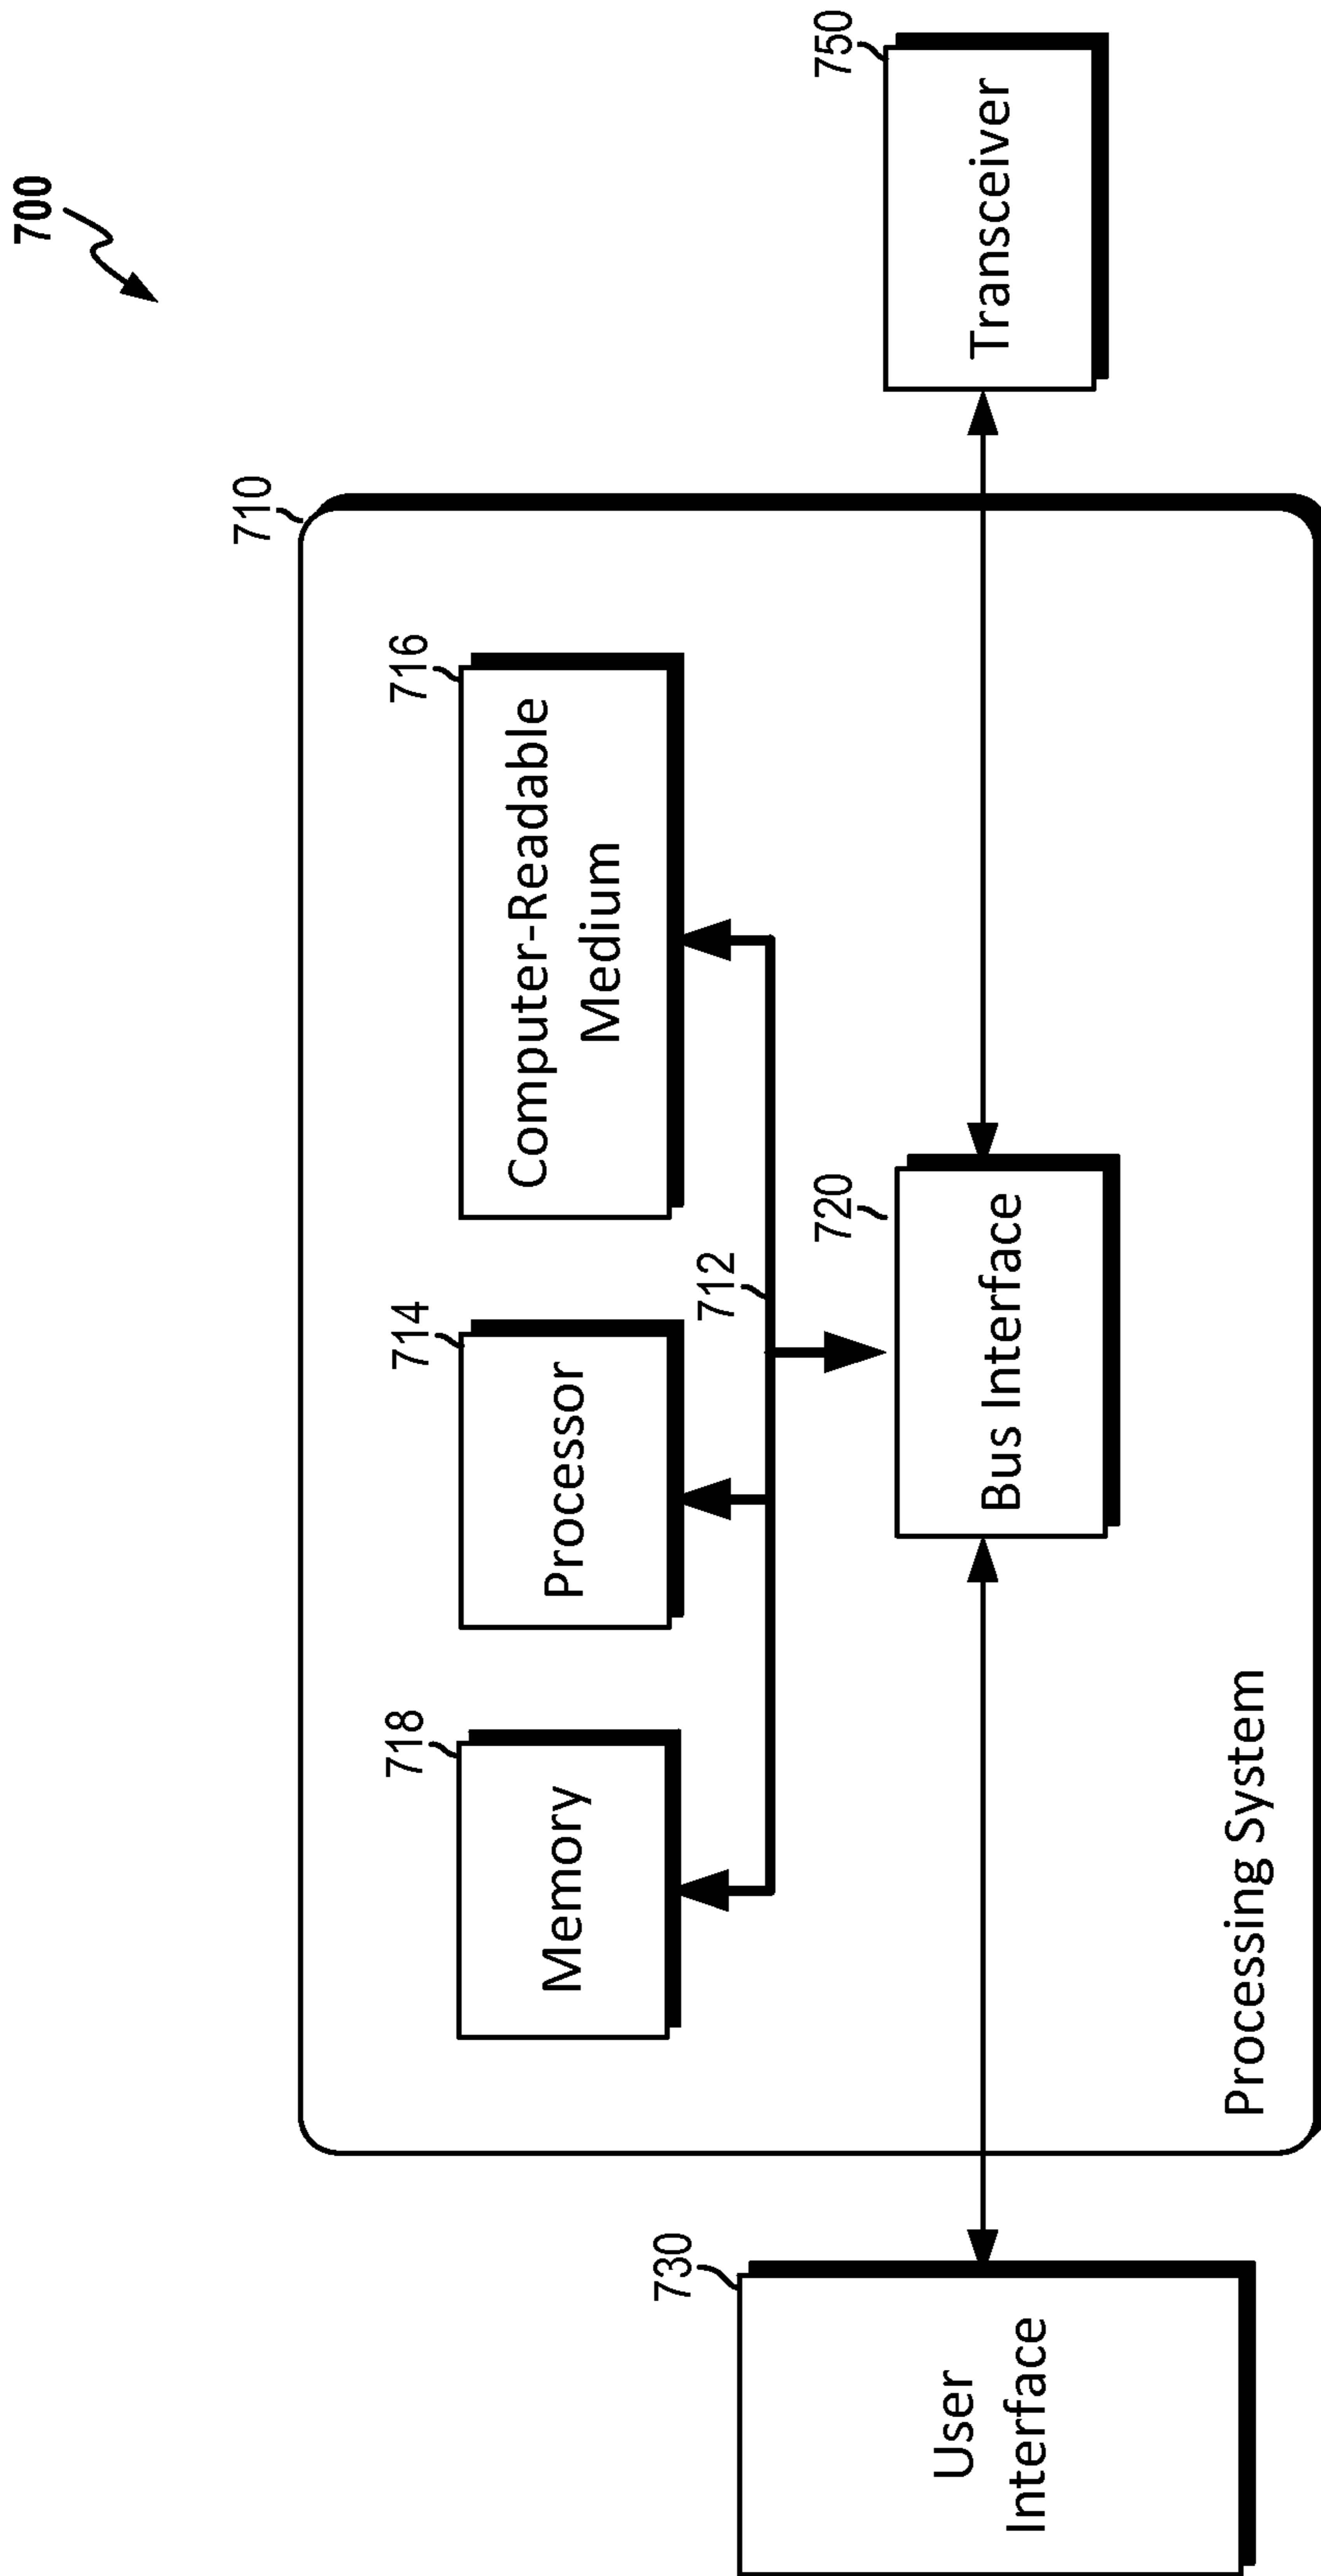 700
710
718
Memory
714
Processor
716
Computer-Readable
Medium
712
730
User
Interface
720
Bus Interface
750
Transceiver
Processing System